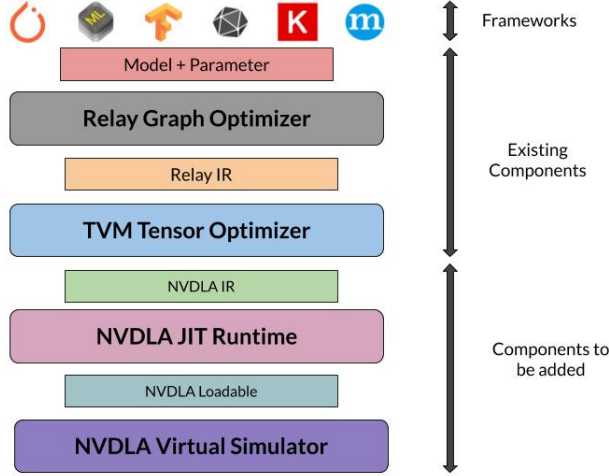 ML
K
m
Frameworks
Model + Parameter
Relay Graph Optimizer
Relay IR
Existing
Components
TVM Tensor Optimizer
NVDLA IR
NVDLA JIT Runtime
Components to
be added
NVDLA Loadable
NVDLA Virtual Simulator